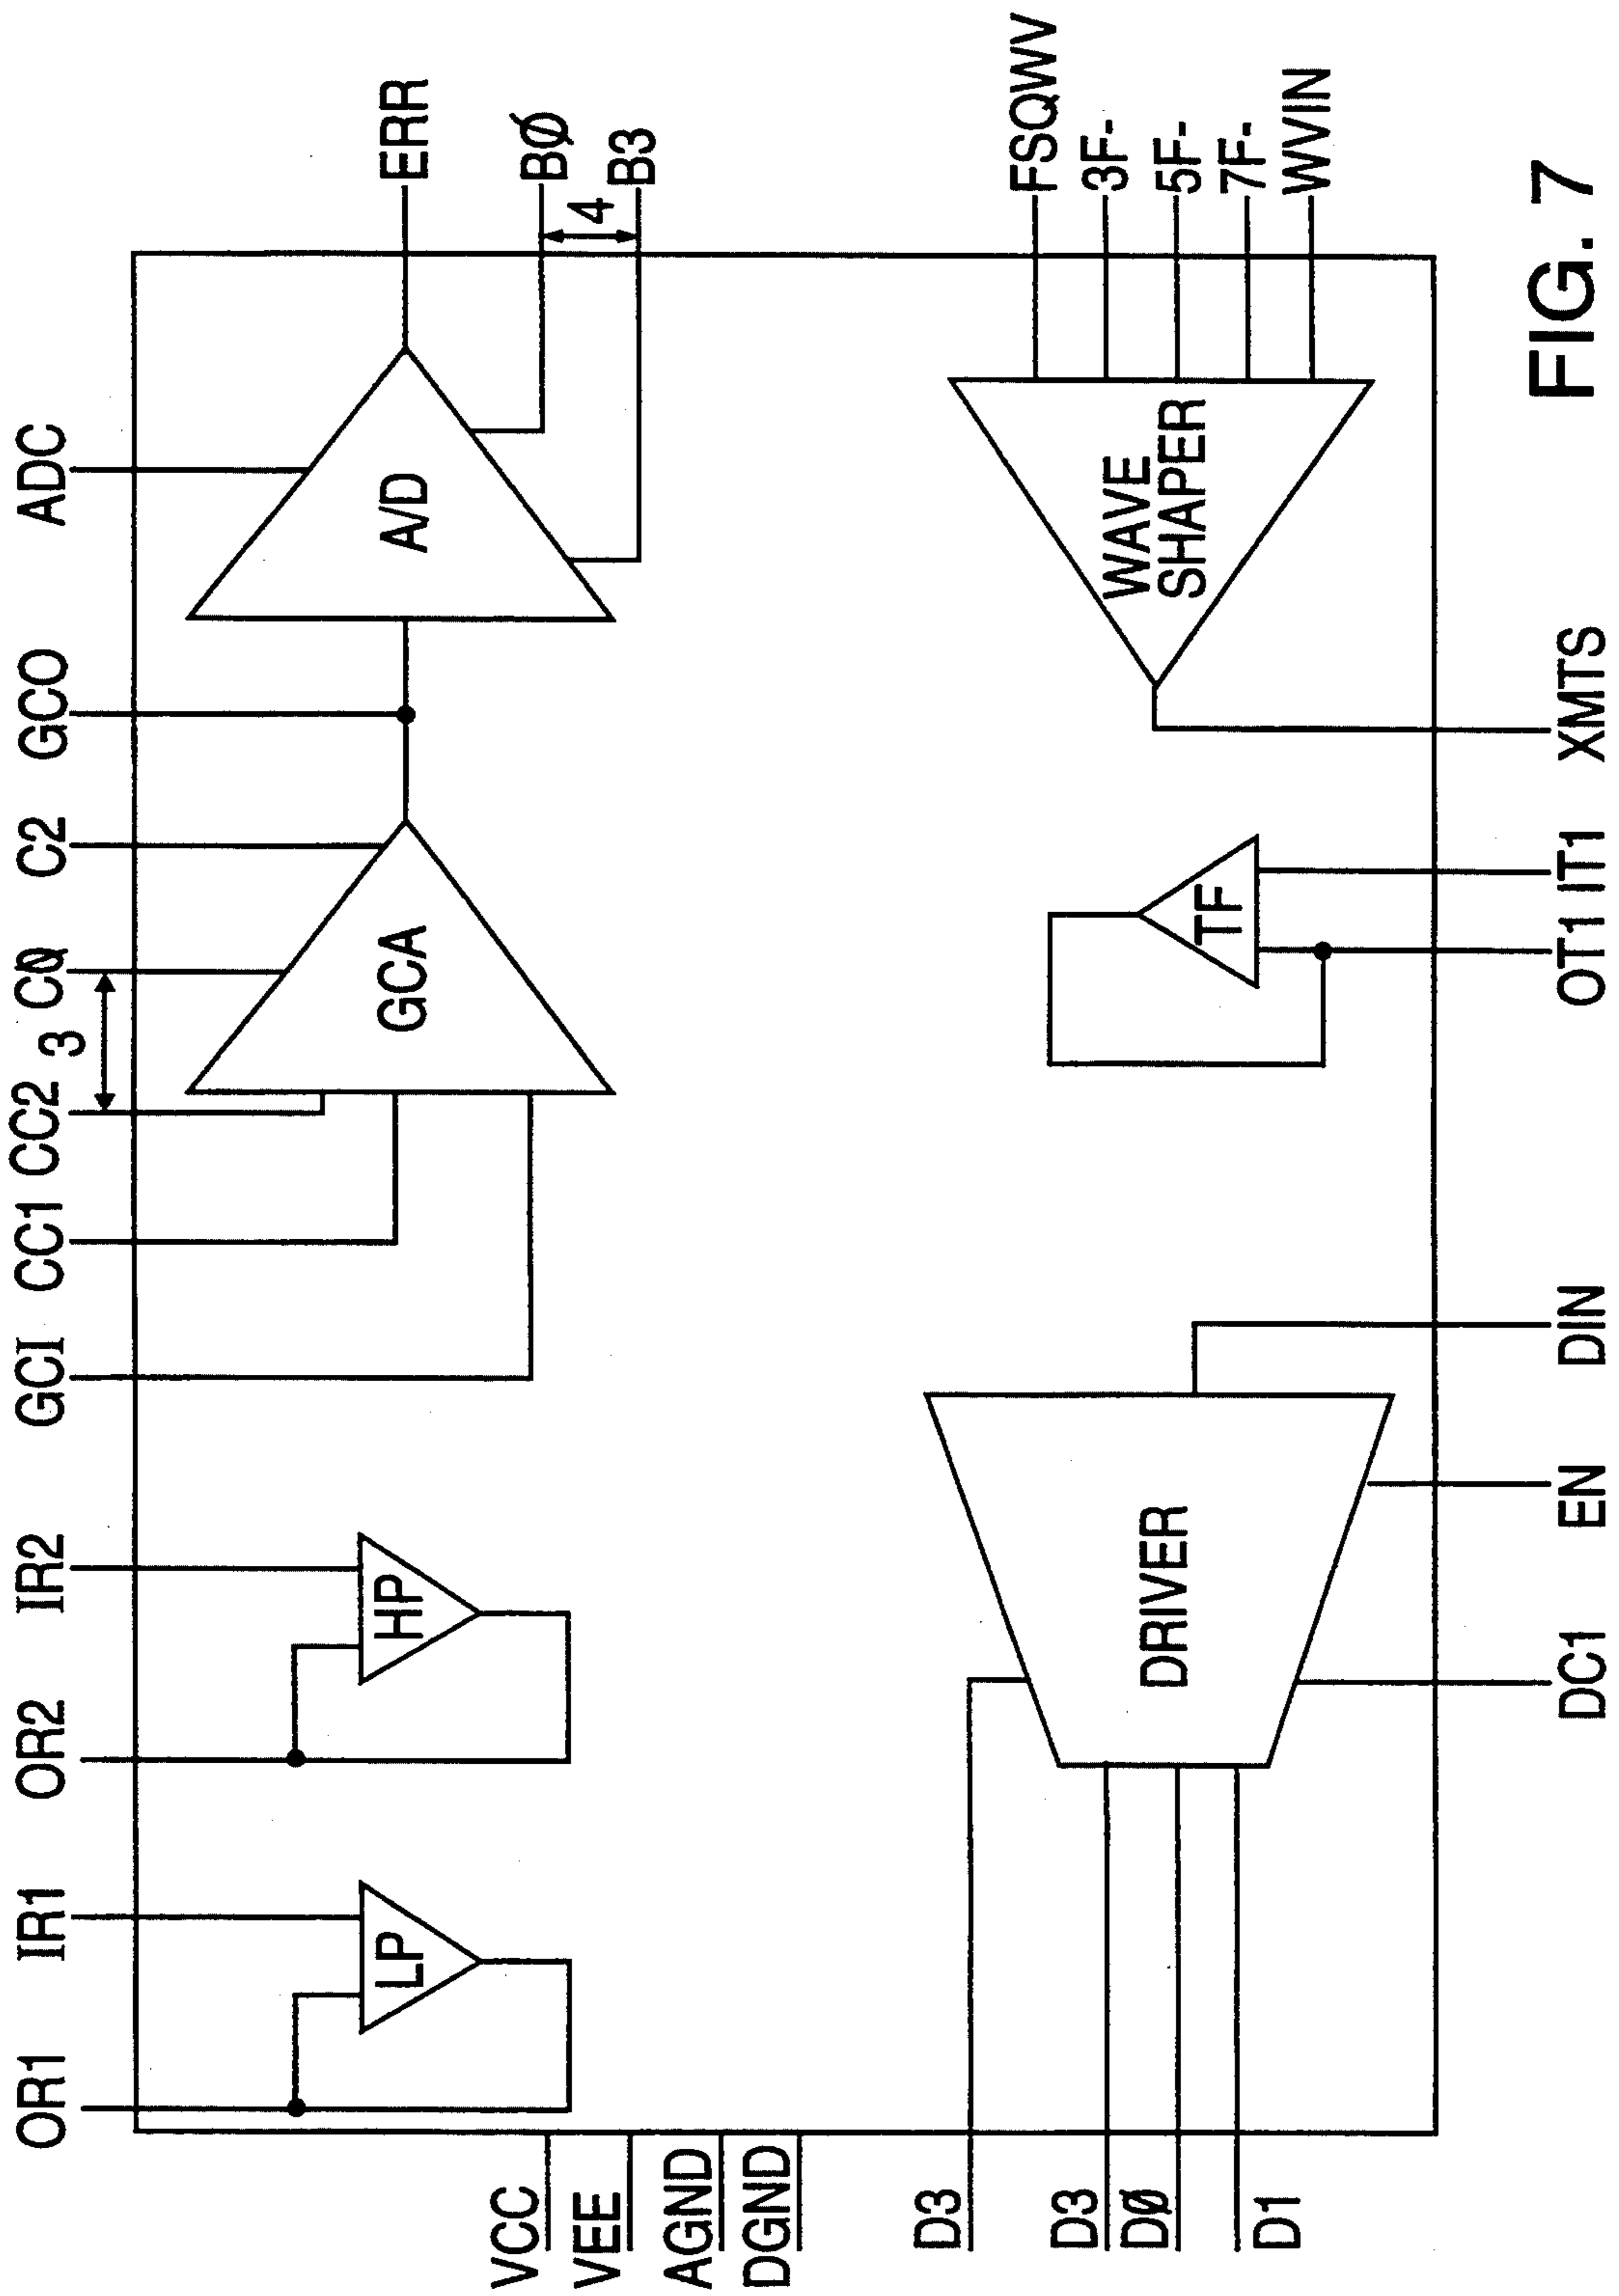 OR1 IR1 OR2 IR2 GCI CC1 CC2 CØ C2 GCO ADC
3
LP
HP
GCA
A/D
ERR
BØ
4
B3
VCC
VEE
AGND
DGND
D3
D3
DØ
D1
DRIVER
TF
WAVE
SHAPER
FSQWV
3F-
5F-
7F-
WVIN
DC1 EN DIN OT1 IT1 XMTS
FIG. 7